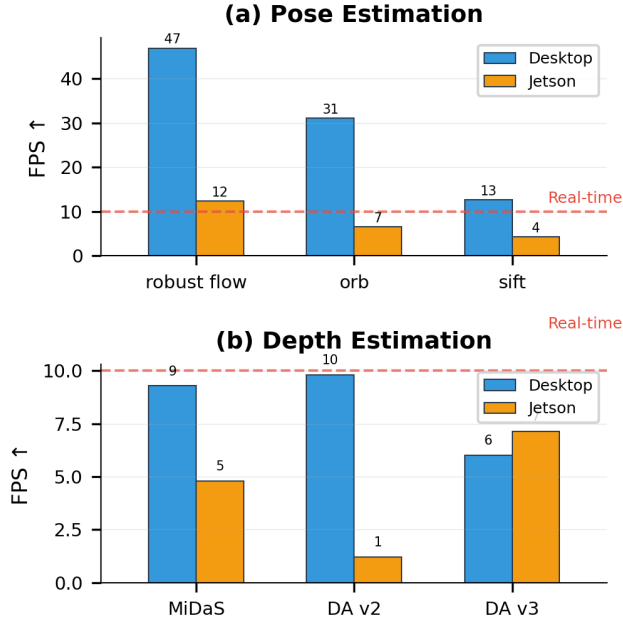 (a) Pose Estimation
FPS ↑
40
30
20
10
0
47
12
31
7
13
4
Desktop
Jetson
Real-time
robust flow
orb
sift
Real-time
(b) Depth Estimation
FPS ↑
10.0
7.5
5.0
2.5
0.0
9
5
10
1
6
Desktop
Jetson
MiDaS
DA v2
DA v3